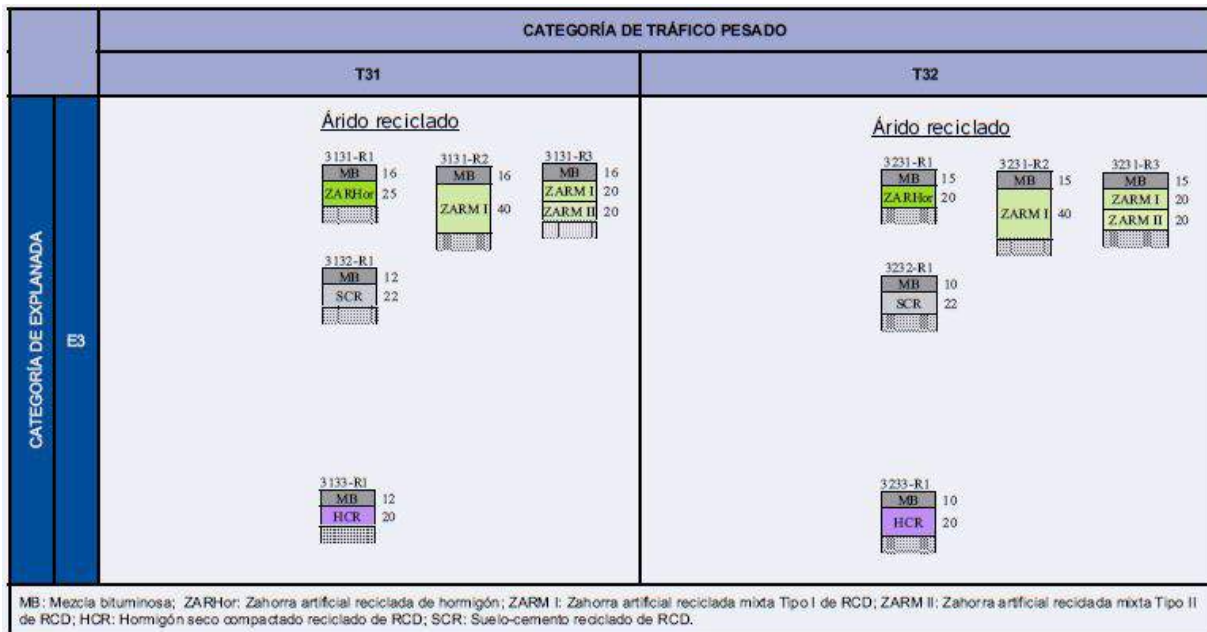 CATEGORÍA DE TRÁFICO PESADO
T31
T32
CATEGORÍA DE EXPLANADA
E3
Árido reciclado
3131-R1
MB 16
ZARHor 25
3131-R2
MB 16
ZARM I 40
3131-R3
MB 16
ZARM I 20
ZARM II 20
3132-R1
MB 12
SCR 22
3133-R1
MB 12
HCR 20
Árido reciclado
3231-R1
MB 15
ZARHor 20
3231-R2
MB 15
ZARM I 40
3231-R3
MB 15
ZARM I 20
ZARM II 20
3232-R1
MB 10
SCR 22
3233-R1
MB 10
HCR 20
MB: Mezcla bituminosa; ZARHor: Zahorra artificial reciclada de hormigón; ZARM I: Zahorra artificial reciclada mixta Tipo I de RCD; ZARM II: Zahorra artificial reciclada mixta Tipo II
de RCD; HCR: Hormigón seco compactado reciclado de RCD; SCR: Suelo-cemento reciclado de RCD.